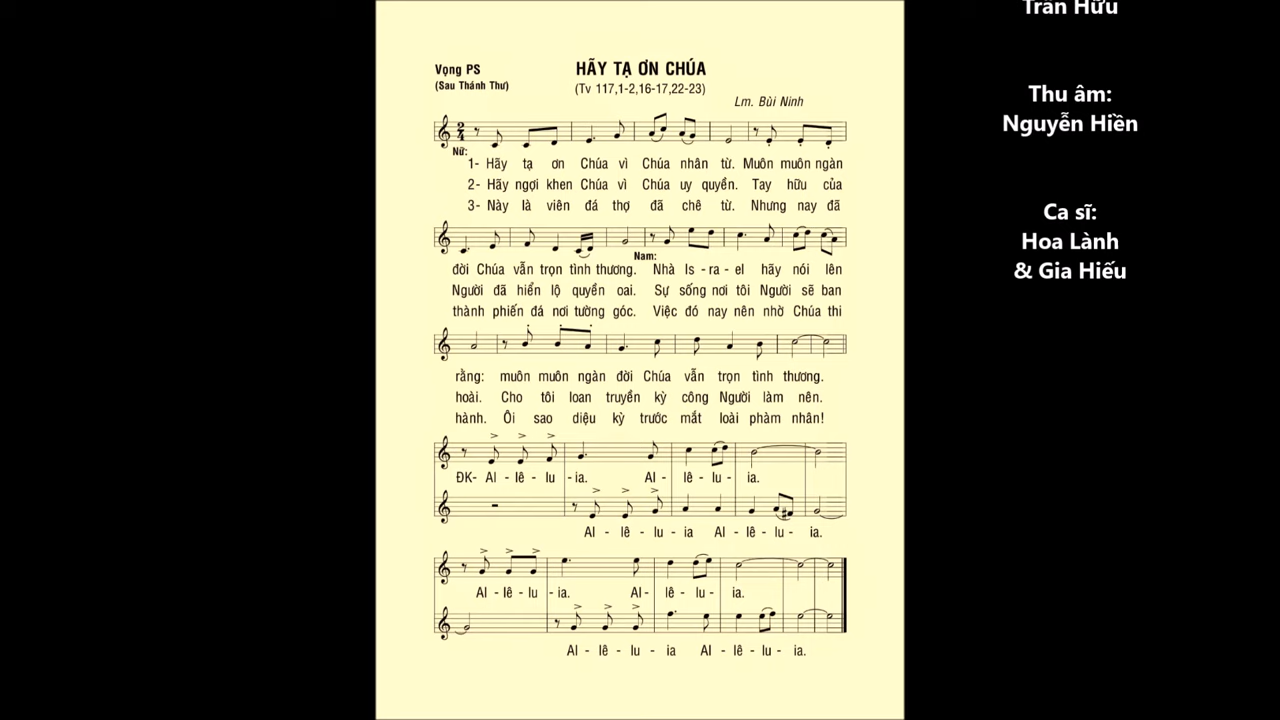 Trần Hữu
Thu âm:
Nguyễn Hiền
Ca sĩ:
Hoa Lành
& Gia Hiếu
Vọng PS
(Sau Thánh Thư)
HÃY TẠ ƠN CHÚA
(Tv 117,1-2,16-17,22-23)
Lm. Bùi Ninh
2
4
Nữ:
1- Hãy tạ ơn Chúa vì Chúa nhân từ. Muôn muôn ngàn
2- Hãy ngợi khen Chúa vì Chúa uy quyền. Tay hữu của
3- Này là viên đá thợ đã chê từ. Nhưng nay đã
Nam:
đời Chúa vẫn trọn tình thương. Nhà Is - ra - el hãy nói lên
Người đã hiển lộ quyền oai. Sự sống nơi tôi Người sẽ ban
thành phiến đá nơi tường góc. Việc đó nay nên nhờ Chúa thi
rằng: muôn muôn ngàn đời Chúa vẫn trọn tình thương.
hoài. Cho tôi loan truyền kỳ công Người làm nên.
hành. Ôi sao diệu kỳ trước mắt loài phàm nhân!
ĐK- Al - lê - lu - ia. Al - lê - lu - ia.
Al - lê - lu - ia Al - lê - lu - ia.
Al - lê - lu - ia. Al - lê - lu - ia.
Al - lê - lu - ia Al - lê - lu - ia.